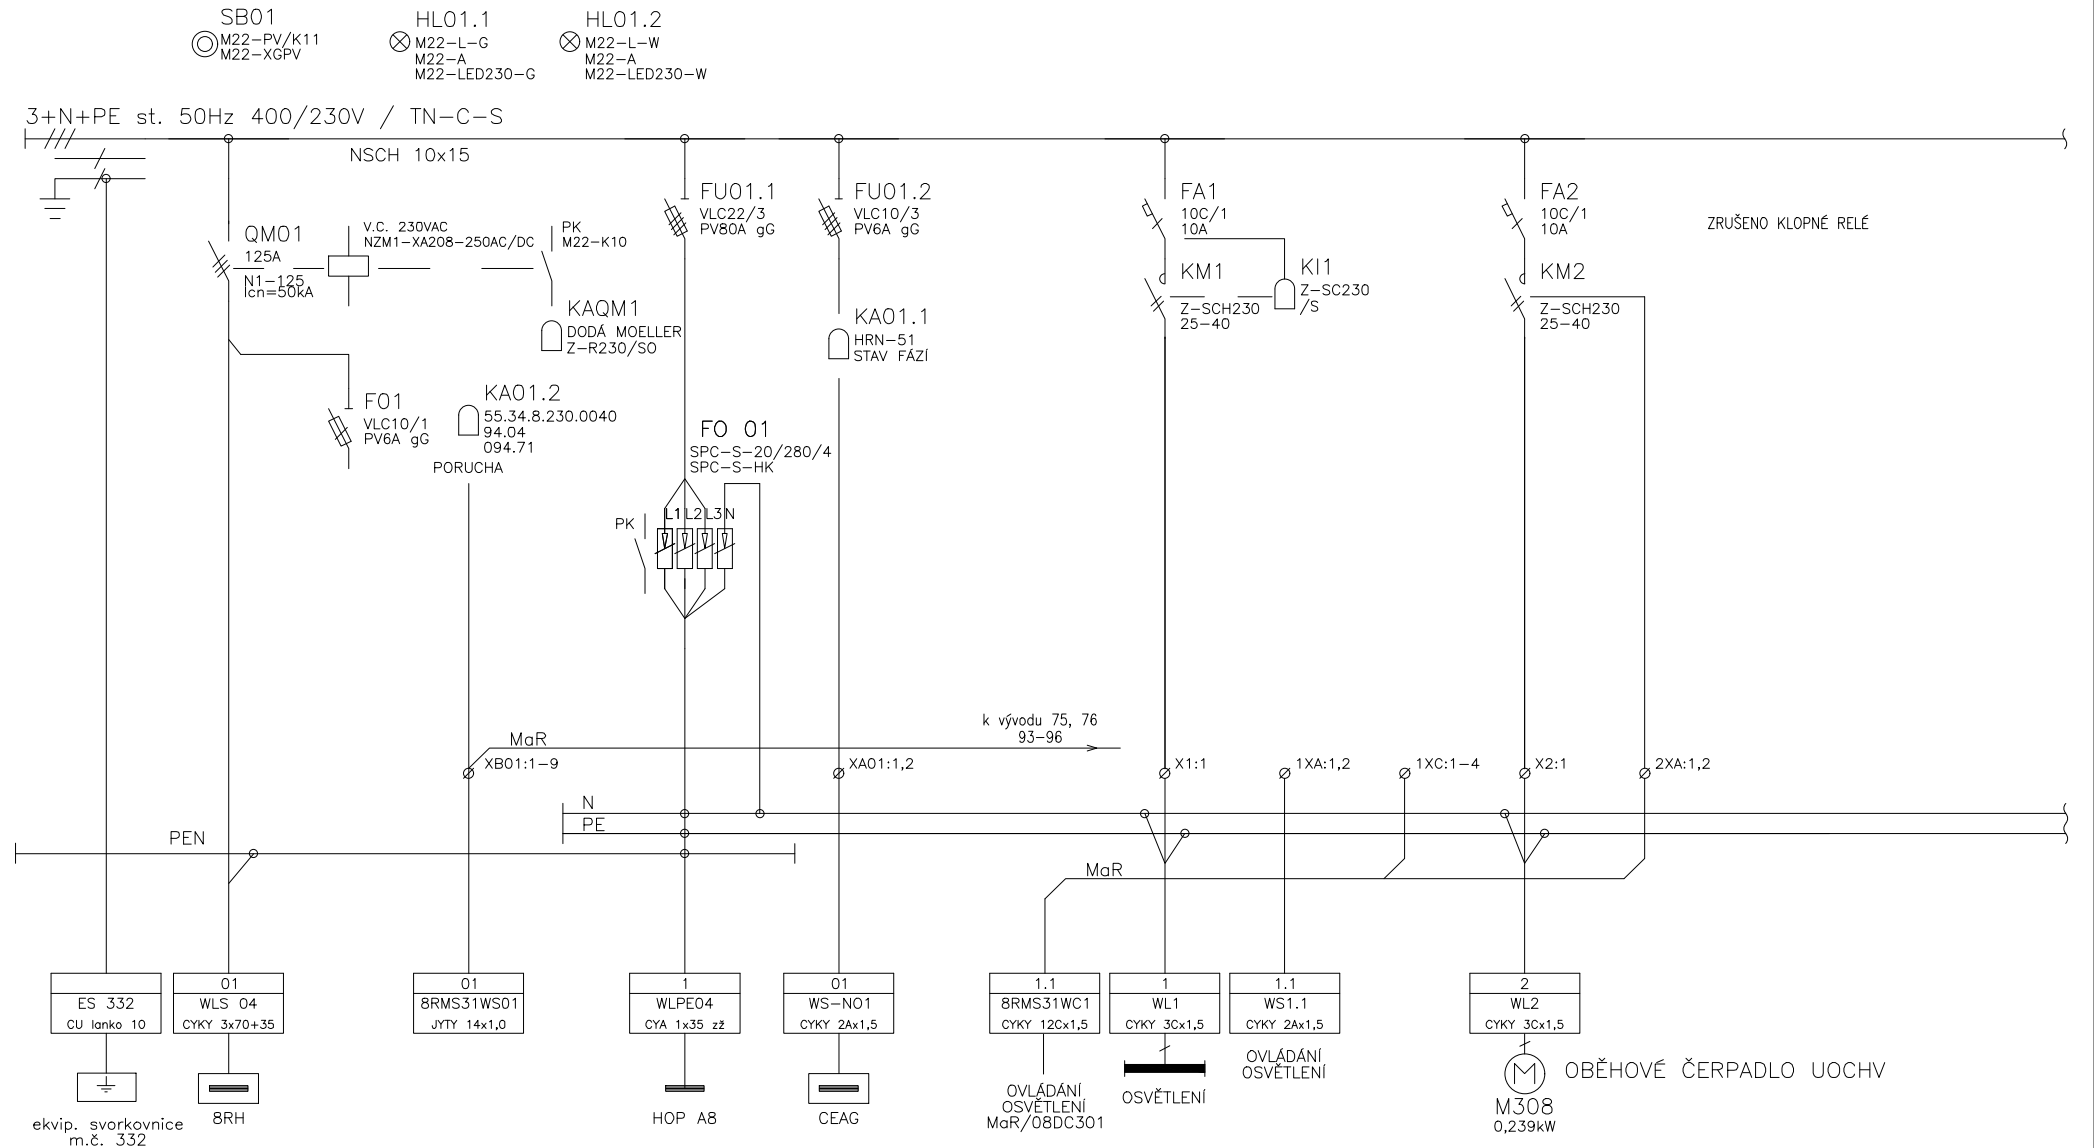 SB01
M22-PV/K11
M22-XGPV
HL01.1
M22-L-G
M22-A
M22-LED230-G
HL01.2
M22-L-W
M22-A
M22-LED230-W
3+N+PE st. 50Hz 400/230V / TN-C-S
NSCH 10x15
QM01
125A
N1-125
Icn=50kA
V.C. 230VAC
NZM1-XA208-250AC/DC
PK
M22-K10
KAQM1
DODÁ MOELLER
Z-R230/SO
F01
VLC10/1
PV6A gG
KA01.2
55.34.8.230.0040
94.04
094.71
PORUCHA
FU01.1
VLC22/3
PV80A gG
FO 01
SPC-S-20/280/4
SPC-S-HK
PK
L1 L2 L3 N
FU01.2
VLC10/3
PV6A gG
KA01.1
HRN-51
STAV FÁZÍ
FA1
10C/1
10A
KM1
Z-SCH230
25-40
KI1
Z-SC230
/S
FA2
10C/1
10A
KM2
Z-SCH230
25-40
ZRUŠENO KLOPNÉ RELÉ
MaR
k vývodu 75, 76
93-96
XB01:1-9
XA01:1,2
X1:1
1XA:1,2
1XC:1-4
X2:1
2XA:1,2
N
PE
PEN
MaR
ES 332
CU lanko 10
ekvip. svorkovnice
m.č. 332
01
WLS 04
CYKY 3x70+35
8RH
01
8RMS31WS01
JYTY 14x1,0
1
WLPE04
CYA 1x35 zž
HOP A8
01
WS-N01
CYKY 2Ax1,5
CEAG
1.1
8RMS31WC1
CYKY 12Cx1,5
OVLÁDÁNÍ
OSVĚTLENÍ
MaR/08DC301
1
WL1
CYKY 3Cx1,5
OSVĚTLENÍ
1.1
WS1.1
CYKY 2Ax1,5
OVLÁDÁNÍ
OSVĚTLENÍ
2
WL2
CYKY 3Cx1,5
M
OBĚHOVÉ ČERPADLO UOCHV
M308
0,239kW